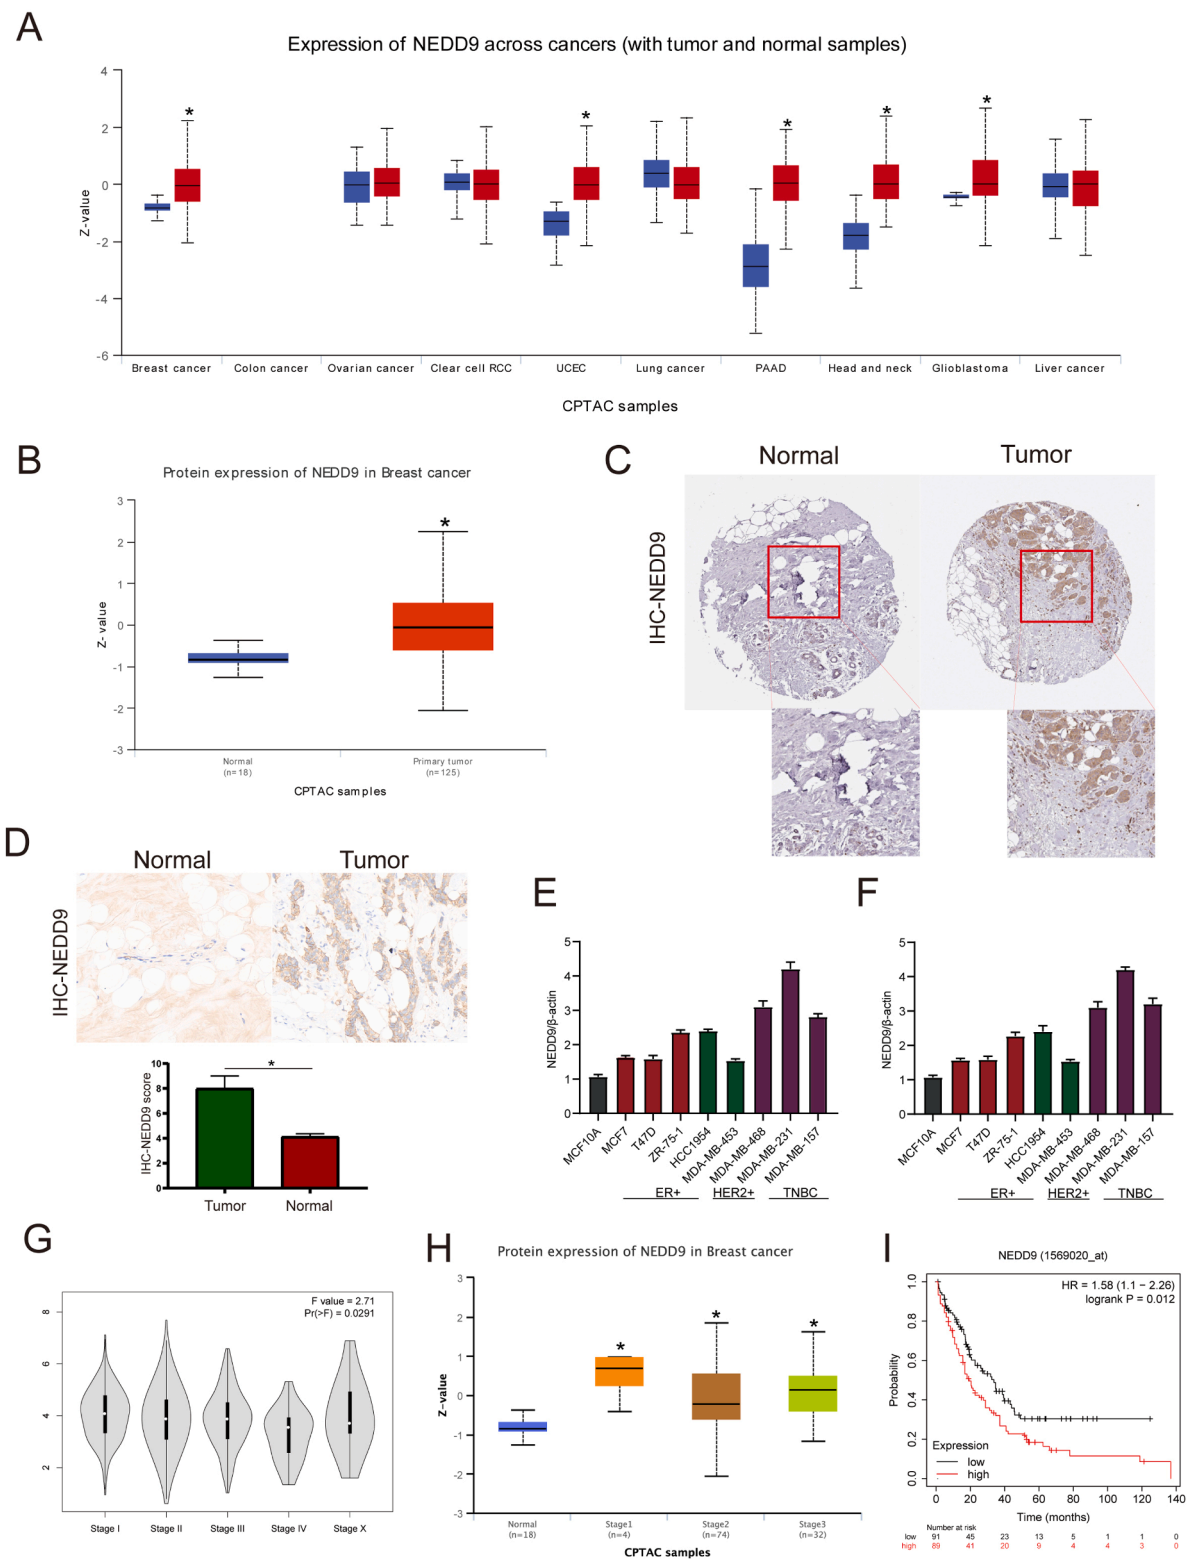 A
Expression of NEDD9 across cancers (with tumor and normal samples)
4
2
0
-2
-4
-6
Z-value
*
*
*
*
*
Breast cancer
Colon cancer
Ovarian cancer
Clear cell RCC
UCEC
Lung cancer
PAAD
Head and neck
Glioblastoma
Liver cancer
CPTAC samples
B
Protein expression of NEDD9 in Breast cancer
3
2
1
0
-1
-2
-3
Z-value
*
Normal
(n=18)
Primary tumor
(n=125)
CPTAC samples
C
Normal
Tumor
IHC-NEDD9
D
Normal
Tumor
IHC-NEDD9
10
8
6
4
2
0
IHC-NEDD9 score
*
Tumor
Normal
E
5
4
3
2
1
0
NEDD9/β-actin
MCF10A
MCF7
T47D
ZR-75-1
HCC1954
MDA-MB-453
MDA-MB-468
MDA-MB-231
MDA-MB-157
ER+
HER2+
TNBC
F
5
4
3
2
1
0
NEDD9/β-actin
MCF10A
MCF7
T47D
ZR-75-1
HCC1954
MDA-MB-453
MDA-MB-468
MDA-MB-231
MDA-MB-157
ER+
HER2+
TNBC
G
F value = 2.71
Pr(>F) = 0.0291
8
6
4
2
Stage I
Stage II
Stage III
Stage IV
Stage X
H
Protein expression of NEDD9 in Breast cancer
3
2
1
0
-1
-2
-3
Z-value
*
*
*
Normal
(n=18)
Stage1
(n=4)
Stage2
(n=74)
Stage3
(n=32)
CPTAC samples
I
NEDD9 (1569020_at)
HR = 1.58 (1.1 − 2.26)
logrank P = 0.012
1.0
0.8
0.6
0.4
0.2
0.0
Probability
Expression
low
high
0 20 40 60 80 100 120 140
Time (months)
Number at risk
low 91 45 23 13 5 1 1 0
high 89 41 20 9 4 4 3 0